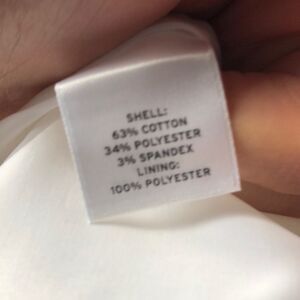 SHELL:
63% COTTON
34% POLYESTER
3% SPANDEX
LINING:
100% POLYESTER